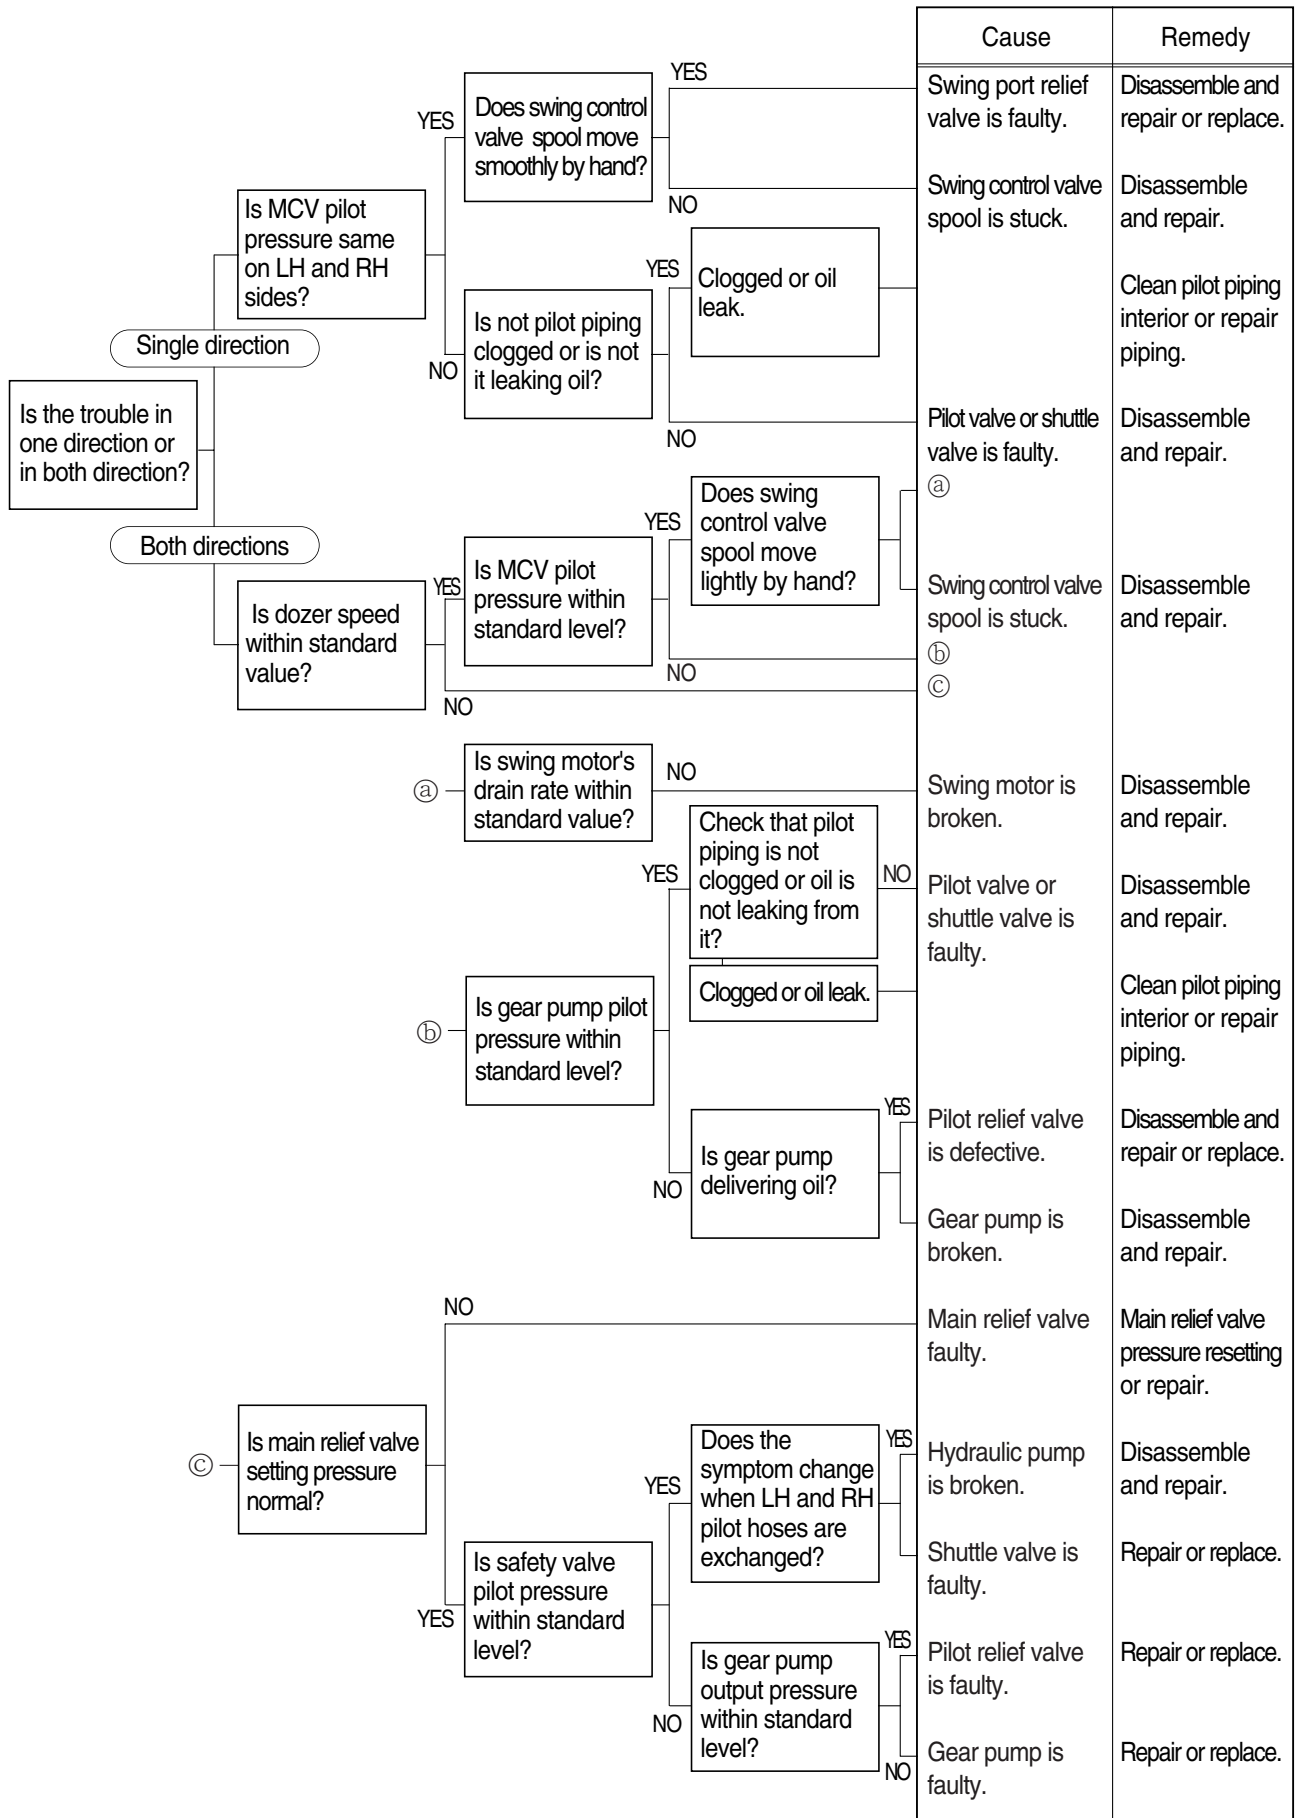 Cause
Remedy
YES
Does swing control
valve spool move
smoothly by hand?
YES
Swing port relief
valve is faulty.
Disassemble and
repair or replace.
NO
Swing control valve
spool is stuck.
Disassemble
and repair.
Is MCV pilot
pressure same
on LH and RH
sides?
Single direction
NO
Is not pilot piping
clogged or is not
it leaking oil?
YES
Clogged or oil
leak.
Clean pilot piping
interior or repair
piping.
NO
Pilot valve or shuttle
valve is faulty.
Disassemble
and repair.
Is the trouble in
one direction or
in both direction?
Both directions
Is dozer speed
within standard
value?
YES
Is MCV pilot
pressure within
standard level?
YES
Does swing
control valve
spool move
lightly by hand?
ⓐ
Swing control valve
spool is stuck.
Disassemble
and repair.
NO
ⓑ
NO
ⓒ
ⓐ
Is swing motor's
drain rate within
standard value?
NO
Swing motor is
broken.
Disassemble
and repair.
ⓑ
Is gear pump pilot
pressure within
standard level?
YES
Check that pilot
piping is not
clogged or oil is
not leaking from
it?
NO
Pilot valve or
shuttle valve is
faulty.
Disassemble
and repair.
Clogged or oil leak.
Clean pilot piping
interior or repair
piping.
NO
Is gear pump
delivering oil?
YES
Pilot relief valve
is defective.
Disassemble and
repair or replace.
Gear pump is
broken.
Disassemble
and repair.
ⓒ
Is main relief valve
setting pressure
normal?
NO
Main relief valve
faulty.
Main relief valve
pressure resetting
or repair.
YES
Is safety valve
pilot pressure
within standard
level?
YES
Does the
symptom change
when LH and RH
pilot hoses are
exchanged?
YES
Hydraulic pump
is broken.
Disassemble
and repair.
Shuttle valve is
faulty.
Repair or replace.
NO
Is gear pump
output pressure
within standard
level?
YES
Pilot relief valve
is faulty.
Repair or replace.
NO
Gear pump is
faulty.
Repair or replace.